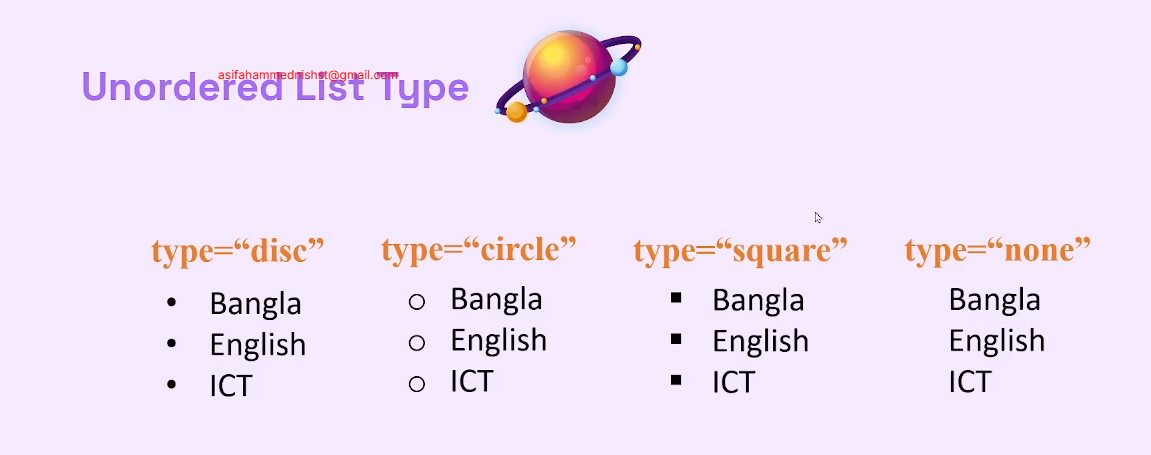 asifahammednishst@gmail.com
Unordered List Type
type=“disc”
• Bangla
• English
• ICT
type=“circle”
○ Bangla
○ English
○ ICT
type=“square”
▪ Bangla
▪ English
▪ ICT
type=“none”
Bangla
English
ICT